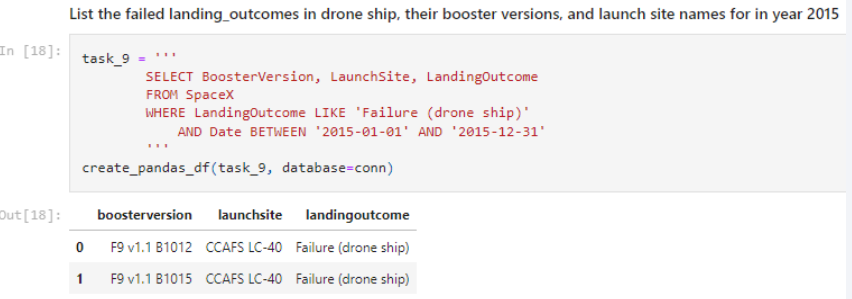 List the failed landing_outcomes in drone ship, their booster versions, and launch site names for in year 2015
In [18]:
task_9 = '''
SELECT BoosterVersion, LaunchSite, LandingOutcome
FROM SpaceX
WHERE LandingOutcome LIKE 'Failure (drone ship)'
AND Date BETWEEN '2015-01-01' AND '2015-12-31'
'''
create_pandas_df(task_9, database=conn)
Out[18]:
boosterversion launchsite landingoutcome
0 F9 v1.1 B1012 CCAFS LC-40 Failure (drone ship)
1 F9 v1.1 B1015 CCAFS LC-40 Failure (drone ship)